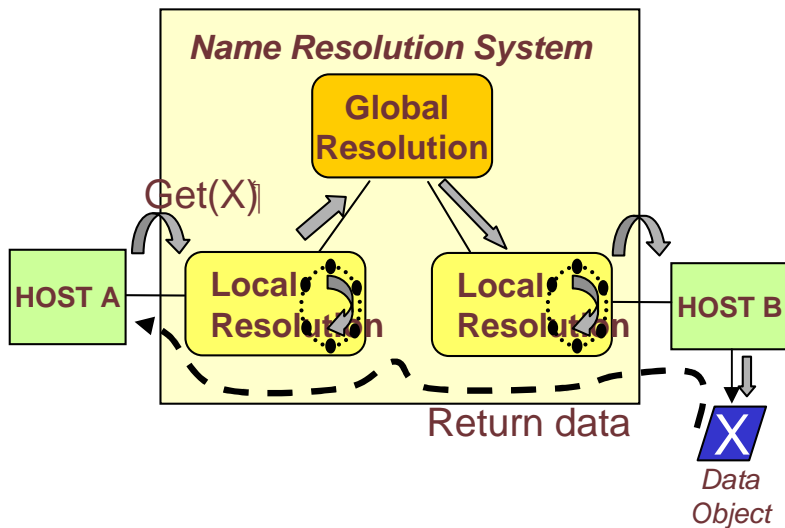 Name Resolution System
Global
Resolution
Get(X)
HOST A
Local
Resolution
Local
Resolution
HOST B
Return data
X
Data
Object